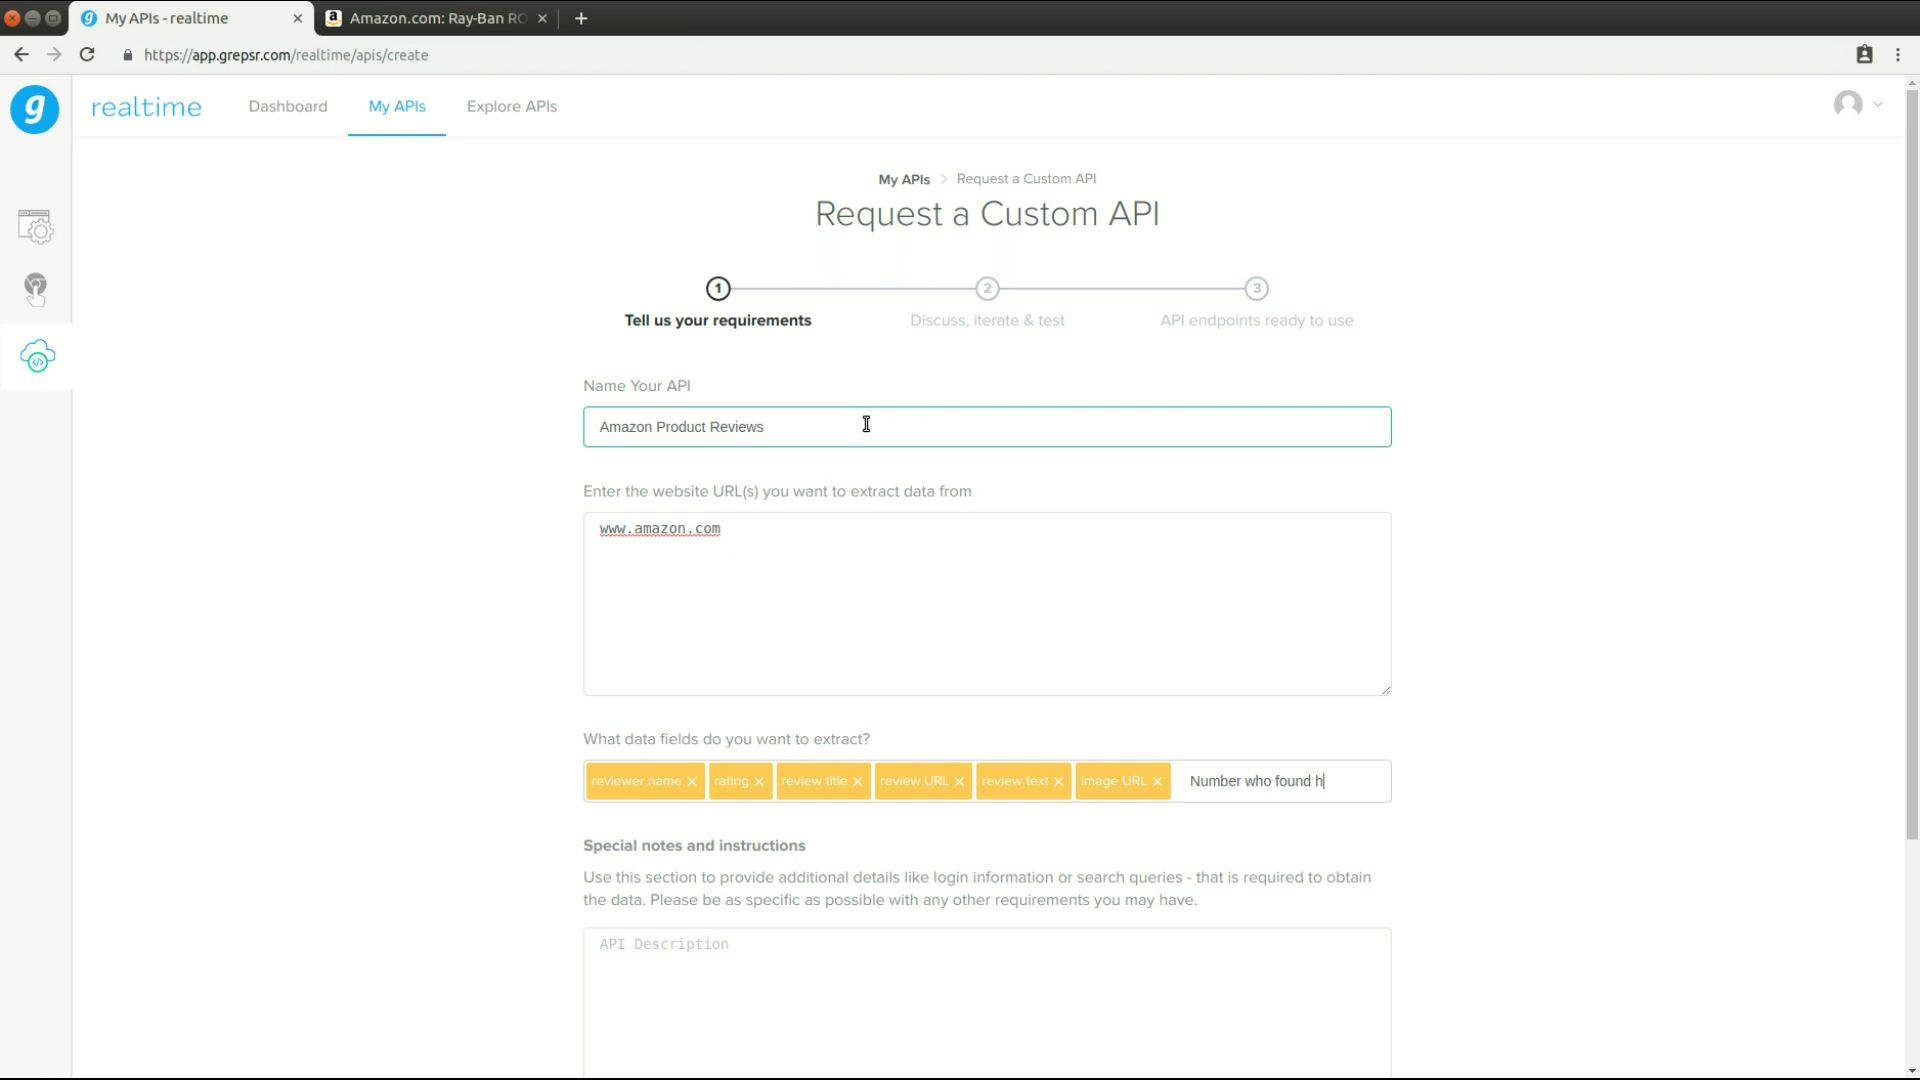 My APIs - realtime
Amazon.com: Ray-Ban RO
https://app.grepsr.com/realtime/apis/create
g
realtime
Dashboard
My APIs
Explore APIs
My APIs > Request a Custom API
Request a Custom API
1
2
3
Tell us your requirements
Discuss, iterate & test
API endpoints ready to use
Name Your API
Amazon Product Reviews
Enter the website URL(s) you want to extract data from
www.amazon.com
What data fields do you want to extract?
reviewer name × rating × review title × review URL × review text × image URL × Number who found h
Special notes and instructions
Use this section to provide additional details like login information or search queries - that is required to obtain
the data. Please be as specific as possible with any other requirements you may have.
API Description